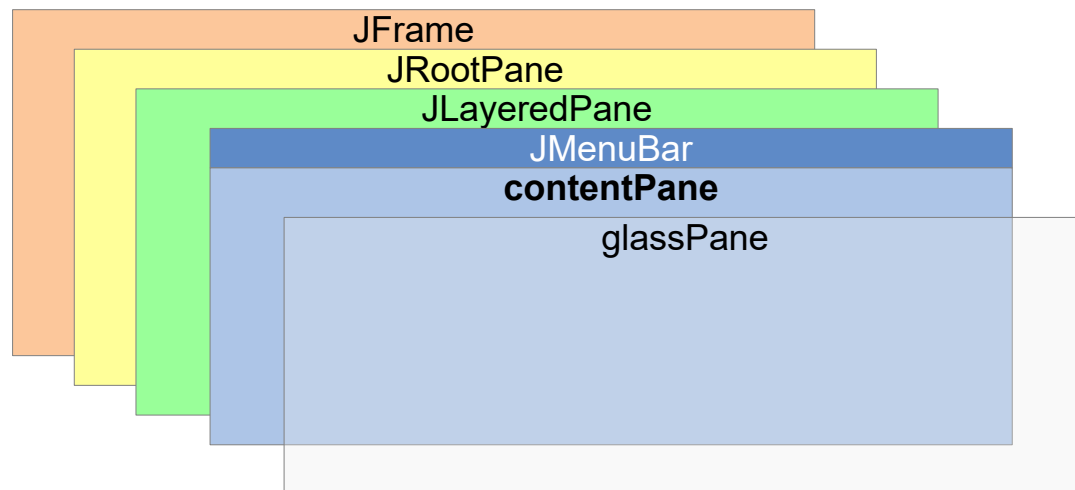 JFrame
JRootPane
JLayeredPane
JMenuBar
contentPane
glassPane